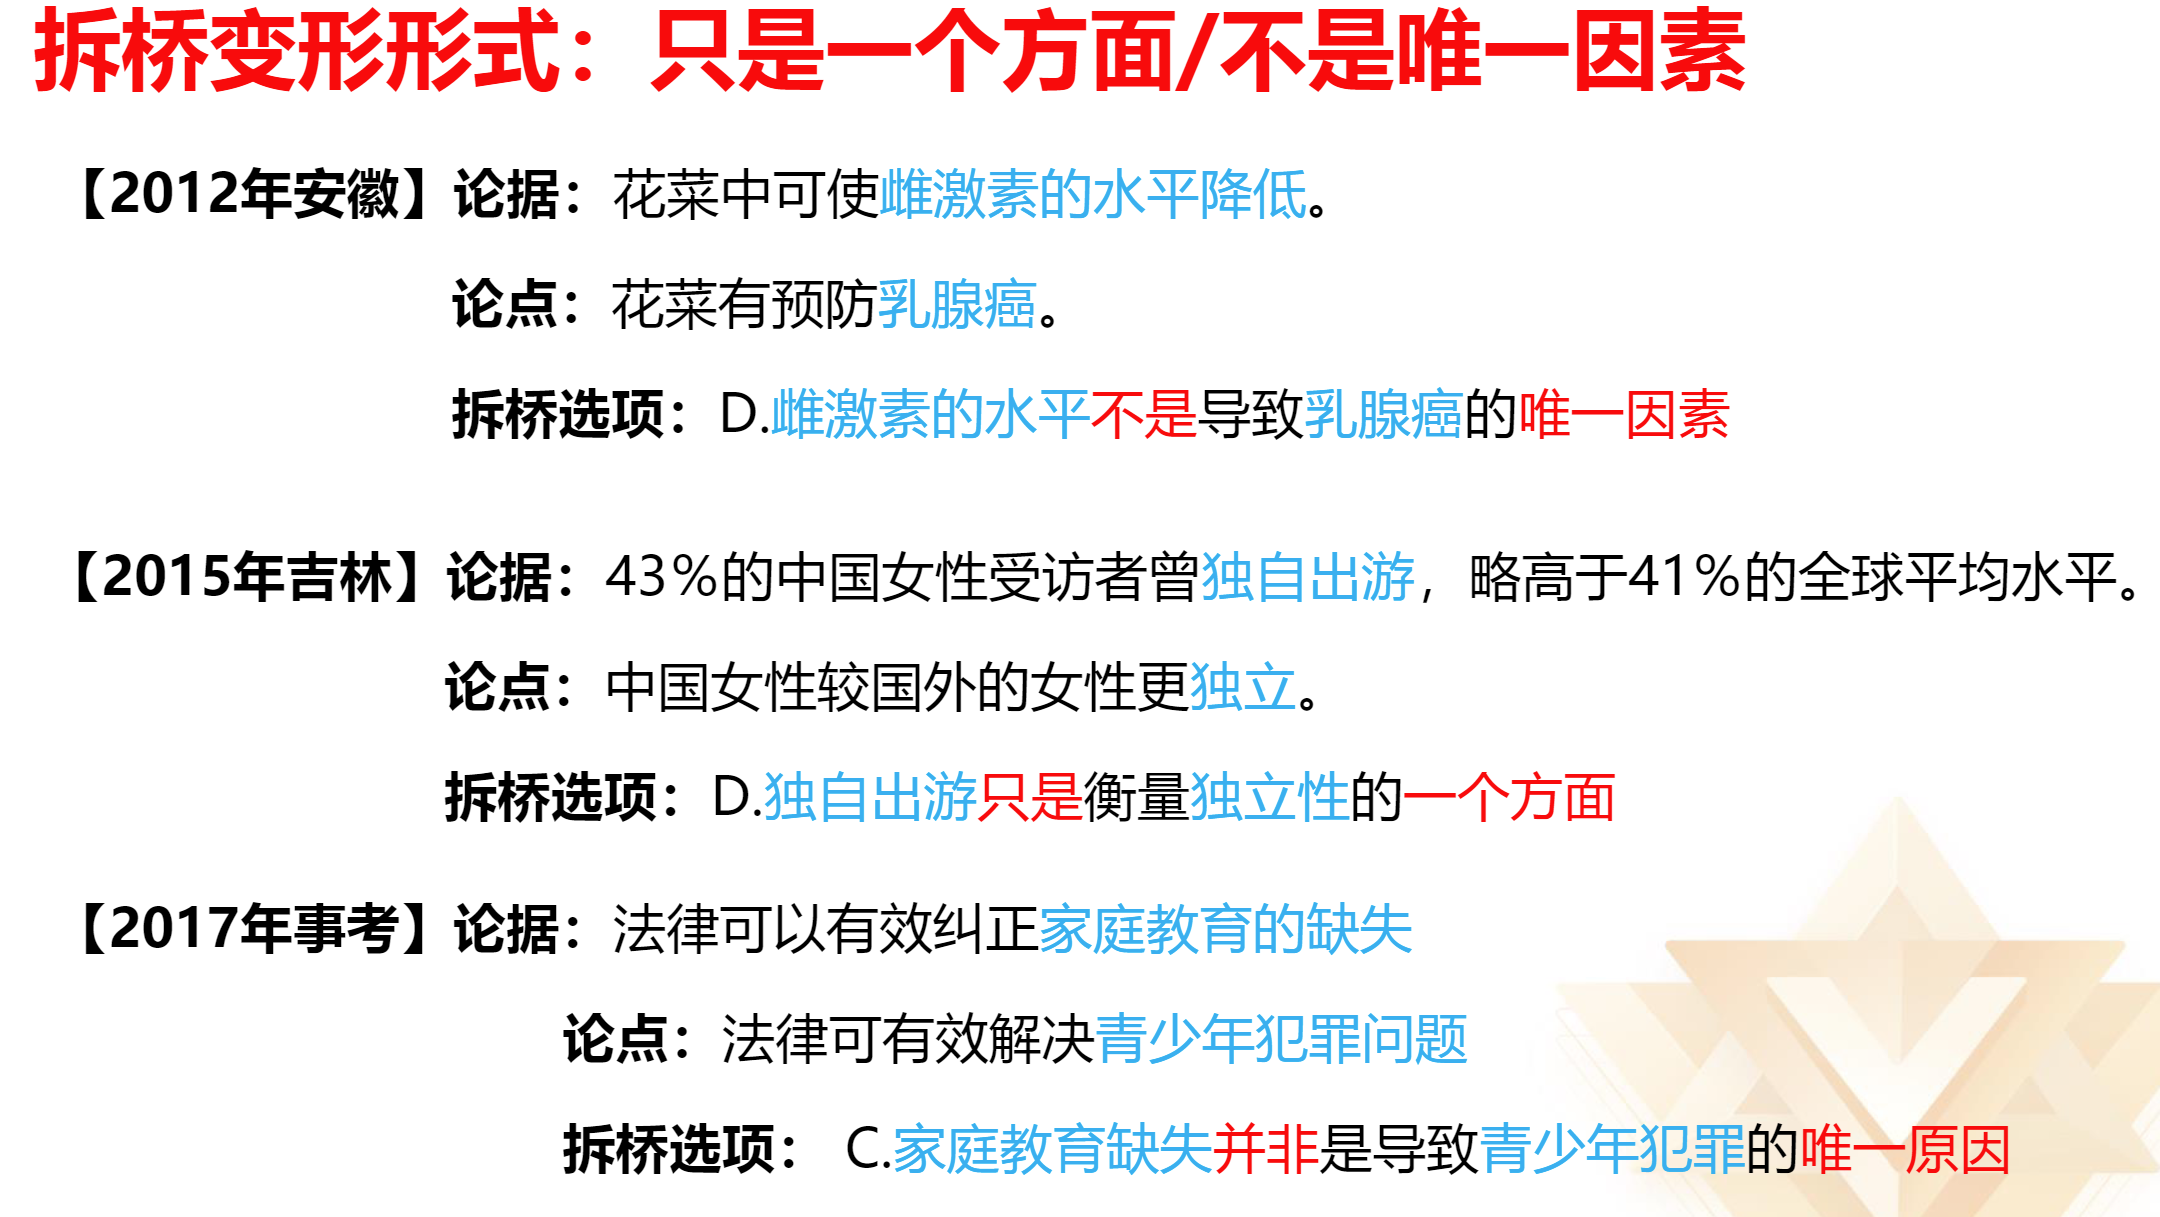 拆桥变形形式：只是一个方面/不是唯一因素
【2012年安徽】论据：花菜中可使雌激素的水平降低。
论点：花菜有预防乳腺癌。
拆桥选项：D.雌激素的水平不是导致乳腺癌的唯一因素
【2015年吉林】论据：43％的中国女性受访者曾独自出游，略高于41％的全球平均水平。
论点：中国女性较国外的女性更独立。
拆桥选项：D.独自出游只是衡量独立性的一个方面
【2017年事考】论据：法律可以有效纠正家庭教育的缺失
论点：法律可有效解决青少年犯罪问题
拆桥选项： C.家庭教育缺失并非是导致青少年犯罪的唯一原因